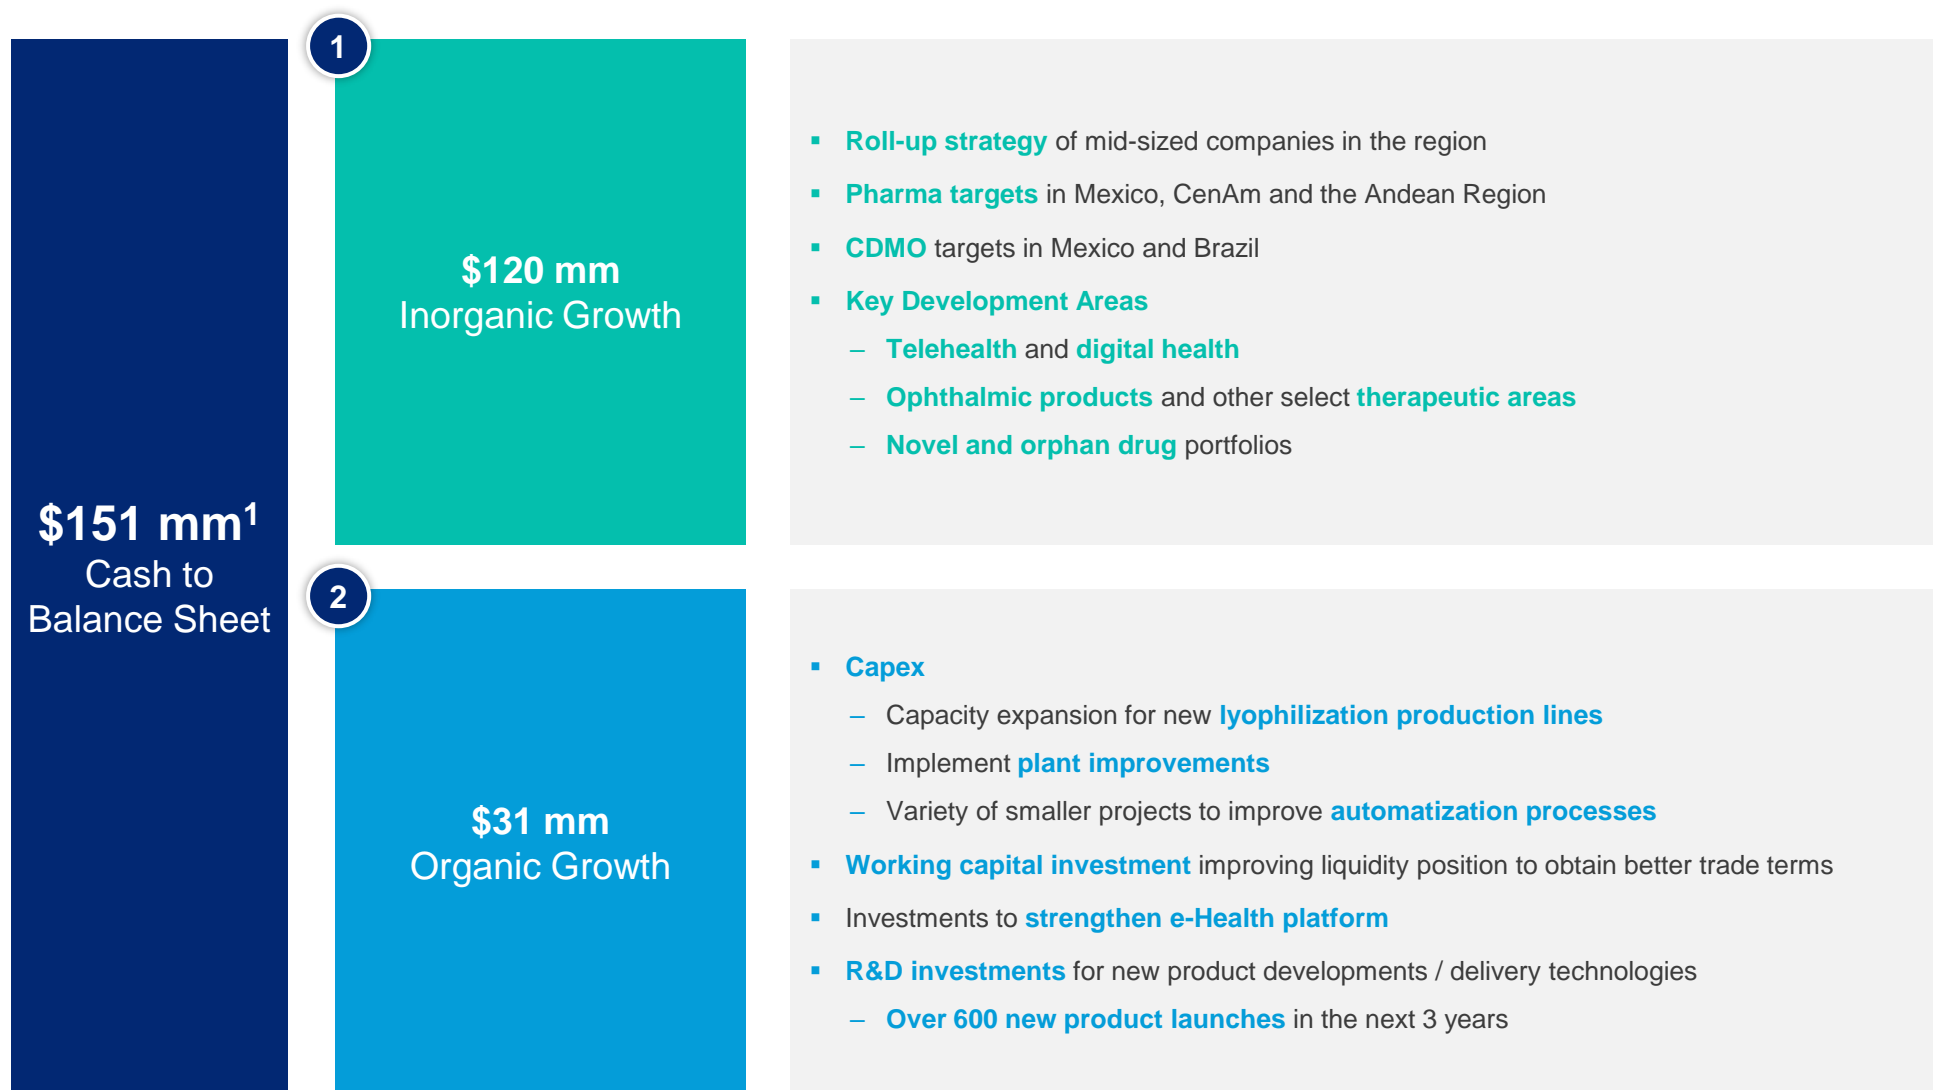 $151 mm1
Cash to
Balance Sheet
1
$120 mm
Inorganic Growth
▪ Roll-up strategy of mid-sized companies in the region
▪ Pharma targets in Mexico, CenAm and the Andean Region
▪ CDMO targets in Mexico and Brazil
▪ Key Development Areas
– Telehealth and digital health
– Ophthalmic products and other select therapeutic areas
– Novel and orphan drug portfolios
2
$31 mm
Organic Growth
▪ Capex
– Capacity expansion for new lyophilization production lines
– Implement plant improvements
– Variety of smaller projects to improve automatization processes
▪ Working capital investment improving liquidity position to obtain better trade terms
▪ Investments to strengthen e-Health platform
▪ R&D investments for new product developments / delivery technologies
– Over 600 new product launches in the next 3 years